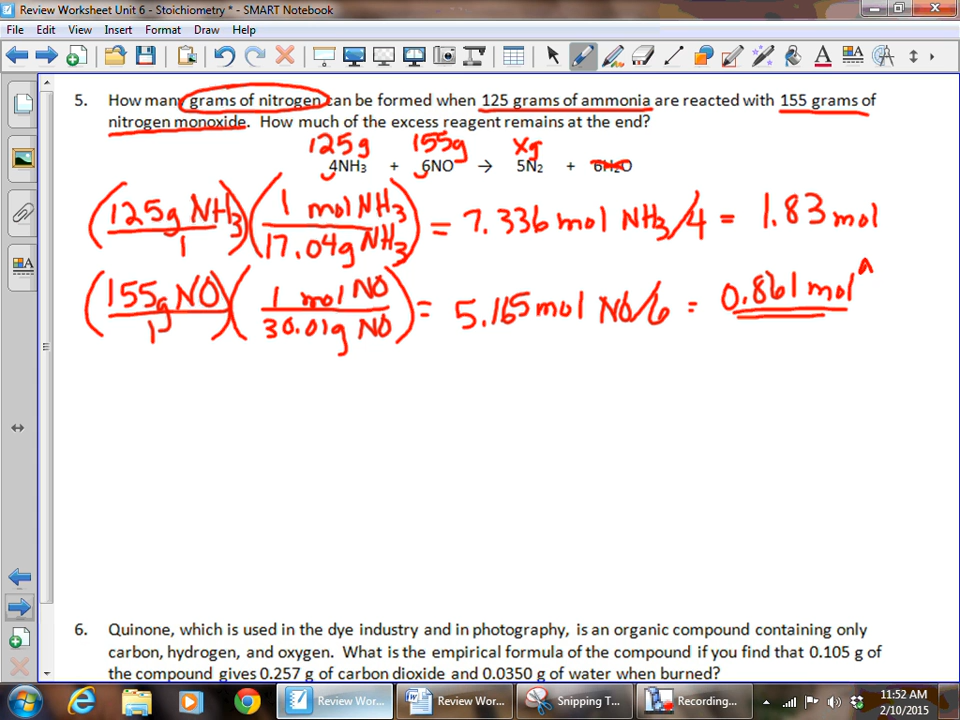 Review Worksheet Unit 6 - Stoichiometry * - SMART Notebook
File Edit View Insert Format Draw Help
5. How many grams of nitrogen can be formed when 125 grams of ammonia are reacted with 155 grams of
nitrogen monoxide. How much of the excess reagent remains at the end?
125g 155g xg
4NH₃ + 6NO → 5N₂ + 6H₂O
(125g NH₃/1) (1 mol NH₃/17.04g NH₃) = 7.336 mol NH₃/4 = 1.83 mol
(155g NO/1) (1 mol NO/30.01g NO) = 5.165 mol NO/6 = 0.861 mol
6. Quinone, which is used in the dye industry and in photography, is an organic compound containing only
carbon, hydrogen, and oxygen. What is the empirical formula of the compound if you find that 0.105 g of
the compound gives 0.257 g of carbon dioxide and 0.0350 g of water when burned?
Review Wor... Review Wor... Snipping T... Recording...
11:52 AM
2/10/2015